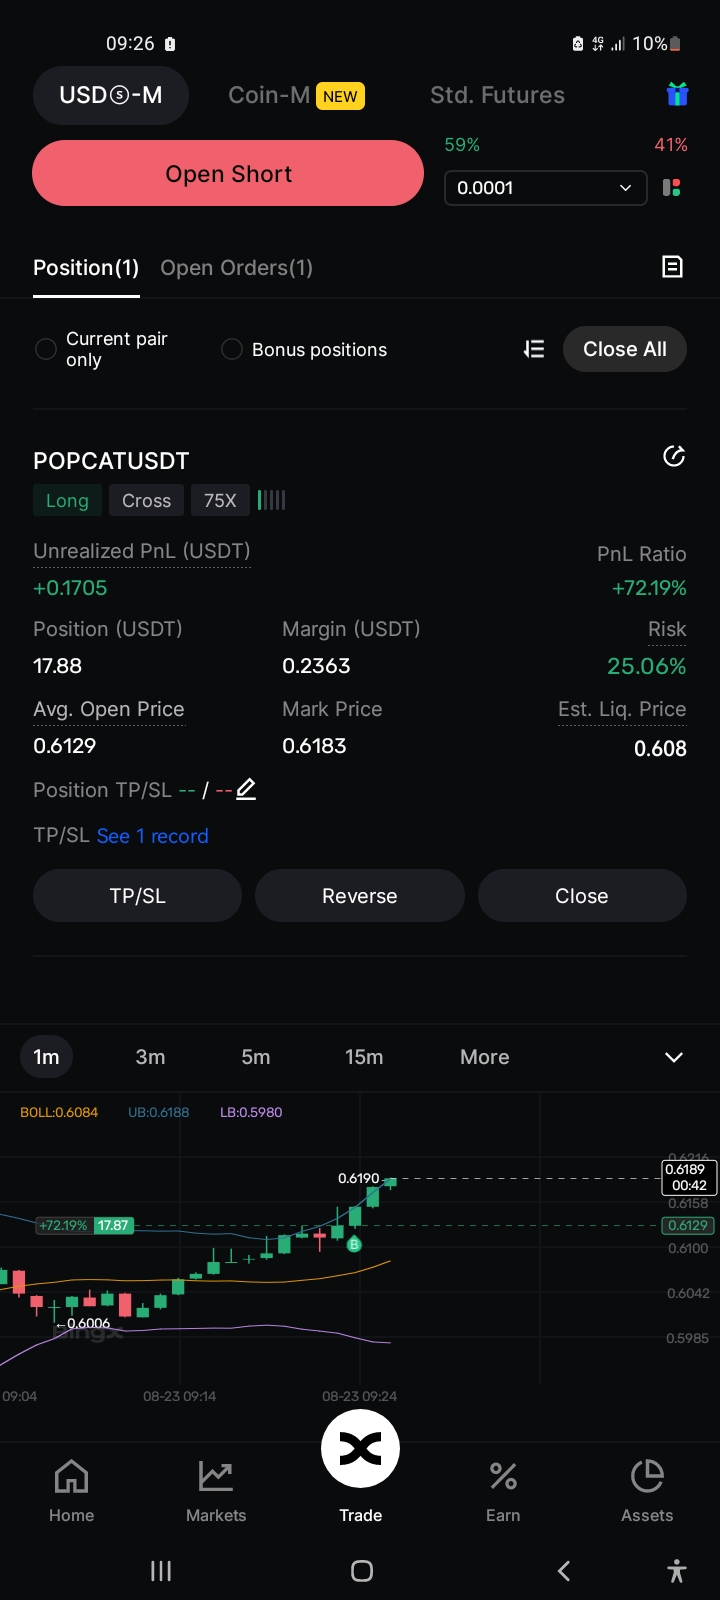 09:26 4G 10%
USDⓢ-M Coin-M NEW Std. Futures
59% 41%
Open Short 0.0001
Position(1) Open Orders(1)
Current pair only Bonus positions Close All
POPCATUSDT
Long Cross 75X
Unrealized PnL (USDT) PnL Ratio
+0.1705 +72.19%
Position (USDT) Margin (USDT) Risk
17.88 0.2363 25.06%
Avg. Open Price Mark Price Est. Liq. Price
0.6129 0.6183 0.608
Position TP/SL -- / --
TP/SL See 1 record
TP/SL Reverse Close
1m 3m 5m 15m More
BOLL:0.6084 UB:0.6188 LB:0.5980
0.6216
0.6190 0.6189
00:42
0.6158
+72.19% 17.87 0.6129
B
0.6100
0.6042
←0.6006
BingX
0.5985
09:04 08-23 09:14 08-23 09:24
Home Markets Trade Earn Assets